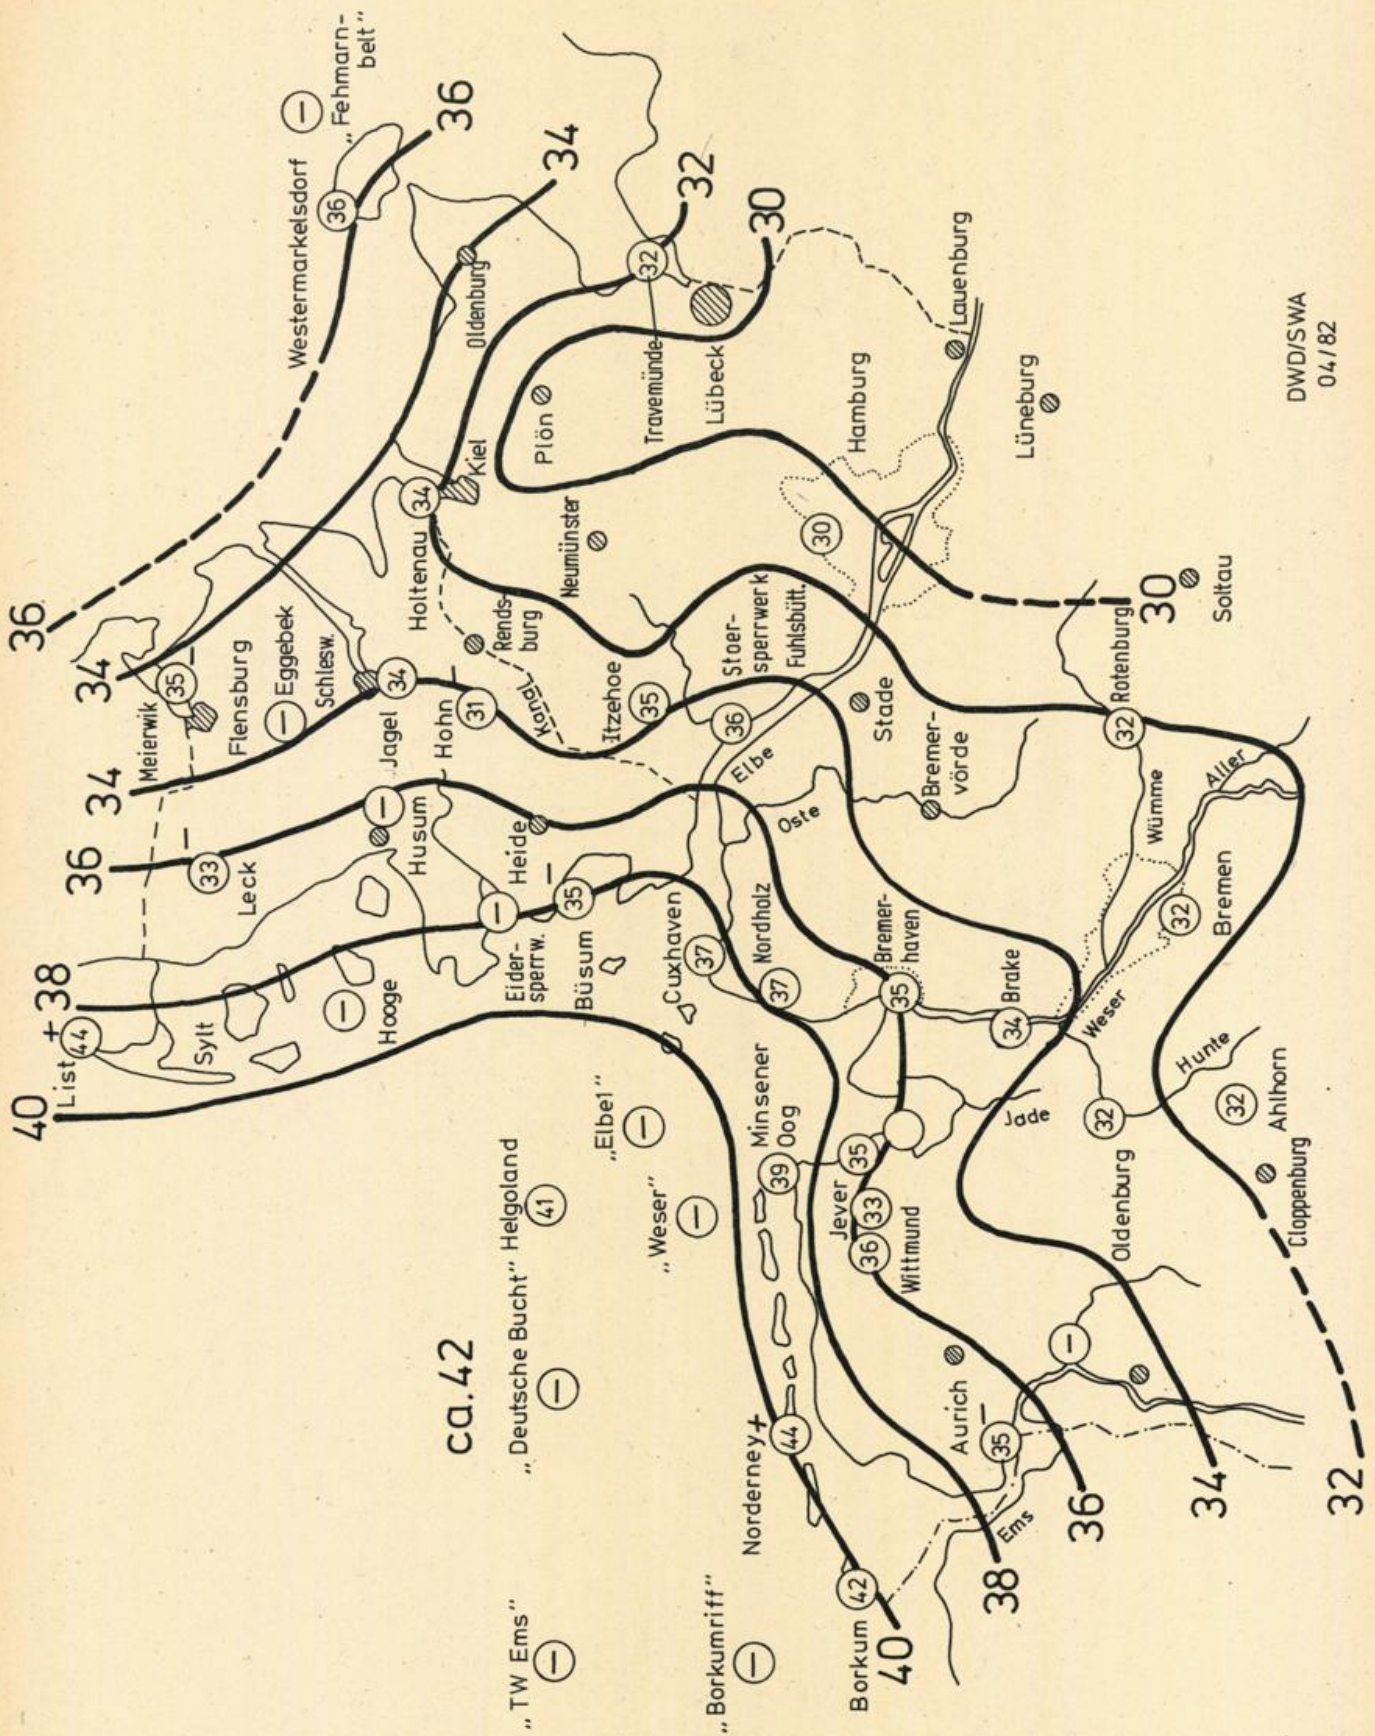 40
36
34
36
List
44 +
38
36
34
34
Meierwik
35 –
33 –
Leck
Sylt
Flensburg
– Eggebek
Schlesw.
Westermarkelsdorf
–
„Fehmarn-
belt"
36
36
–
Hooge
–
Husum
Jagel
34
Hohn
31 –
Holtenau
34
Kiel
Oldenburg
34
ca. 42
„Deutsche Bucht"
–
Helgoland
41
„TW Ems"
–
Eider-
sperrw.
–
Heide
Büsum
35 –
Rends-
burg
Kanal
Plön
Neumünster
Itzehoe
35
„Elbe1"
–
„Weser"
–
Cuxhaven
37
Travemünde
32
32
Lübeck
30
„Borkumriff"
–
Norderney +
44
Minsener
Oog
39
Nordholz
37
Elbe
36
Stoer-
sperrwerk
Fuhlsbütt.
30
Hamburg
Oste
Borkum
42
40
Jever
35
36
33
Wittmund
Bremer-
haven
35
Stade
Bremer-
vörde
Aurich
35 –
Lauenburg
Lüneburg
38
Ems
36
–
Jade
Brake
34
Weser
Oldenburg
32
Rotenburg
32
30
Soltau
Wümme
Aller
32
Bremen
34
Hunte
32
Ahlhorn
Cloppenburg
32
DWD/SWA
04/82